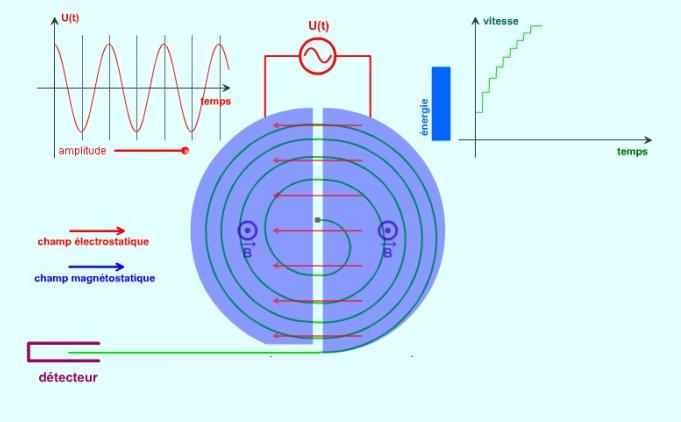 U(t)
temps
amplitude
U(t)
vitesse
énergie
temps
champ électrostatique
champ magnétostatique
B
B
détecteur